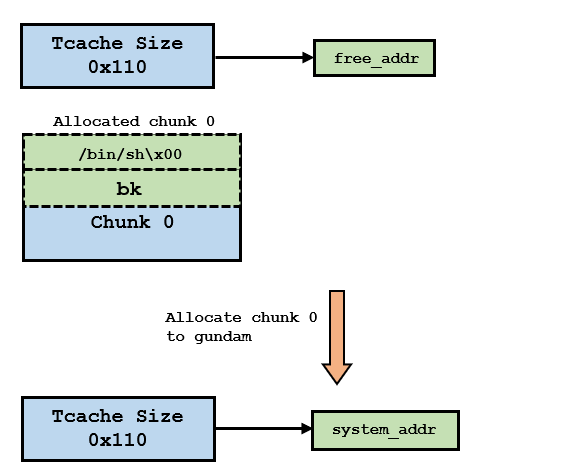 Tcache Size
0x110
free_addr
Allocated chunk 0
/bin/sh\x00
bk
Chunk 0
Allocate chunk 0
to gundam
Tcache Size
0x110
system_addr